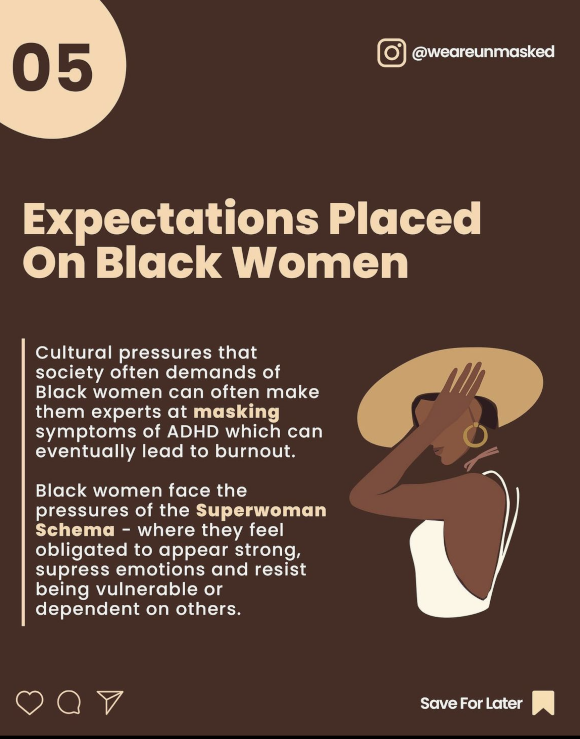 05
@weareunmasked
Expectations Placed
On Black Women
Cultural pressures that
society often demands of
Black women can often make
them experts at masking
symptoms of ADHD which can
eventually lead to burnout.
Black women face the
pressures of the Superwoman
Schema - where they feel
obligated to appear strong,
supress emotions and resist
being vulnerable or
dependent on others.
Save For Later